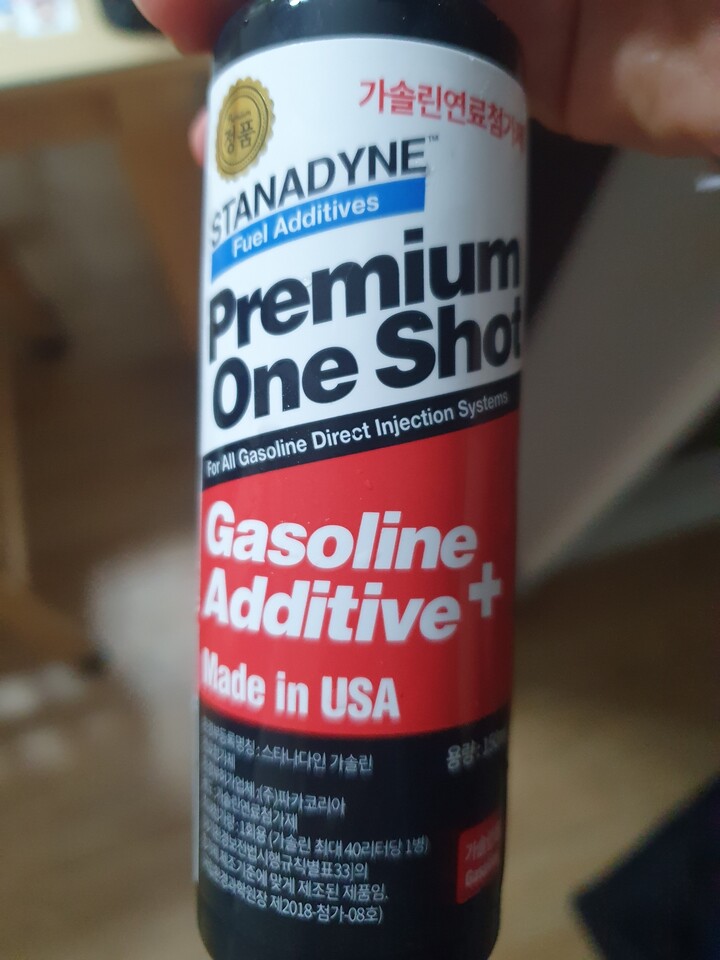 가솔린연료첨가제
정품
STANADYNE™
Fuel Additives
Premium
One Shot
For All Gasoline Direct Injection Systems
Gasoline
Additive+
Made in USA
: 스타나다인 가솔린
용량 :
(주)파카코리아
가솔린연료첨가제
: 1회용 (가솔린 최대 40리터당 1병)
제조기준에 맞게 제조된 제품임.
제2018-첨가-08호)